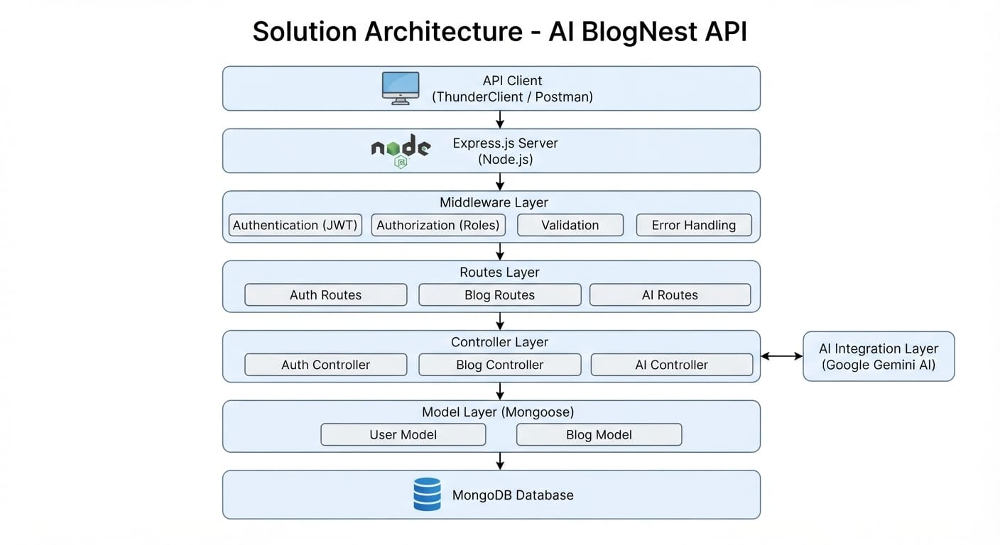 Solution Architecture - AI BlogNest API
API Client
(ThunderClient / Postman)
node
Express.js Server
(Node.js)
Middleware Layer
Authentication (JWT)
Authorization (Roles)
Validation
Error Handling
Routes Layer
Auth Routes
Blog Routes
AI Routes
Controller Layer
Auth Controller
Blog Controller
AI Controller
AI Integration Layer
(Google Gemini AI)
Model Layer (Mongoose)
User Model
Blog Model
MongoDB Database